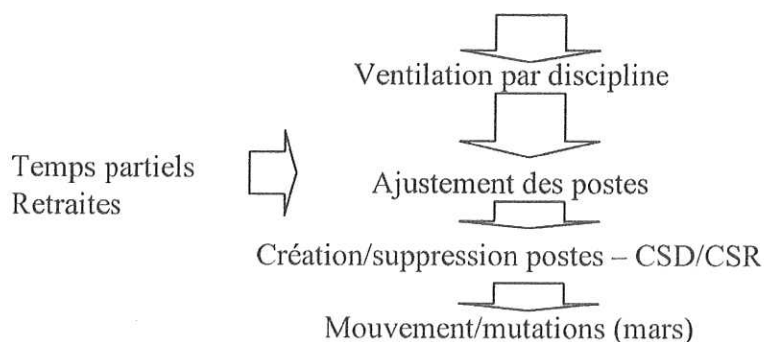 Ventilation par discipline
Temps partiels
Retraites
Ajustement des postes
Création/suppression postes – CSD/CSR
Mouvement/mutations (mars)